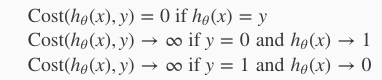 Cost(hθ(x), y) = 0 if hθ(x) = y
Cost(hθ(x), y) → ∞ if y = 0 and hθ(x) → 1
Cost(hθ(x), y) → ∞ if y = 1 and hθ(x) → 0